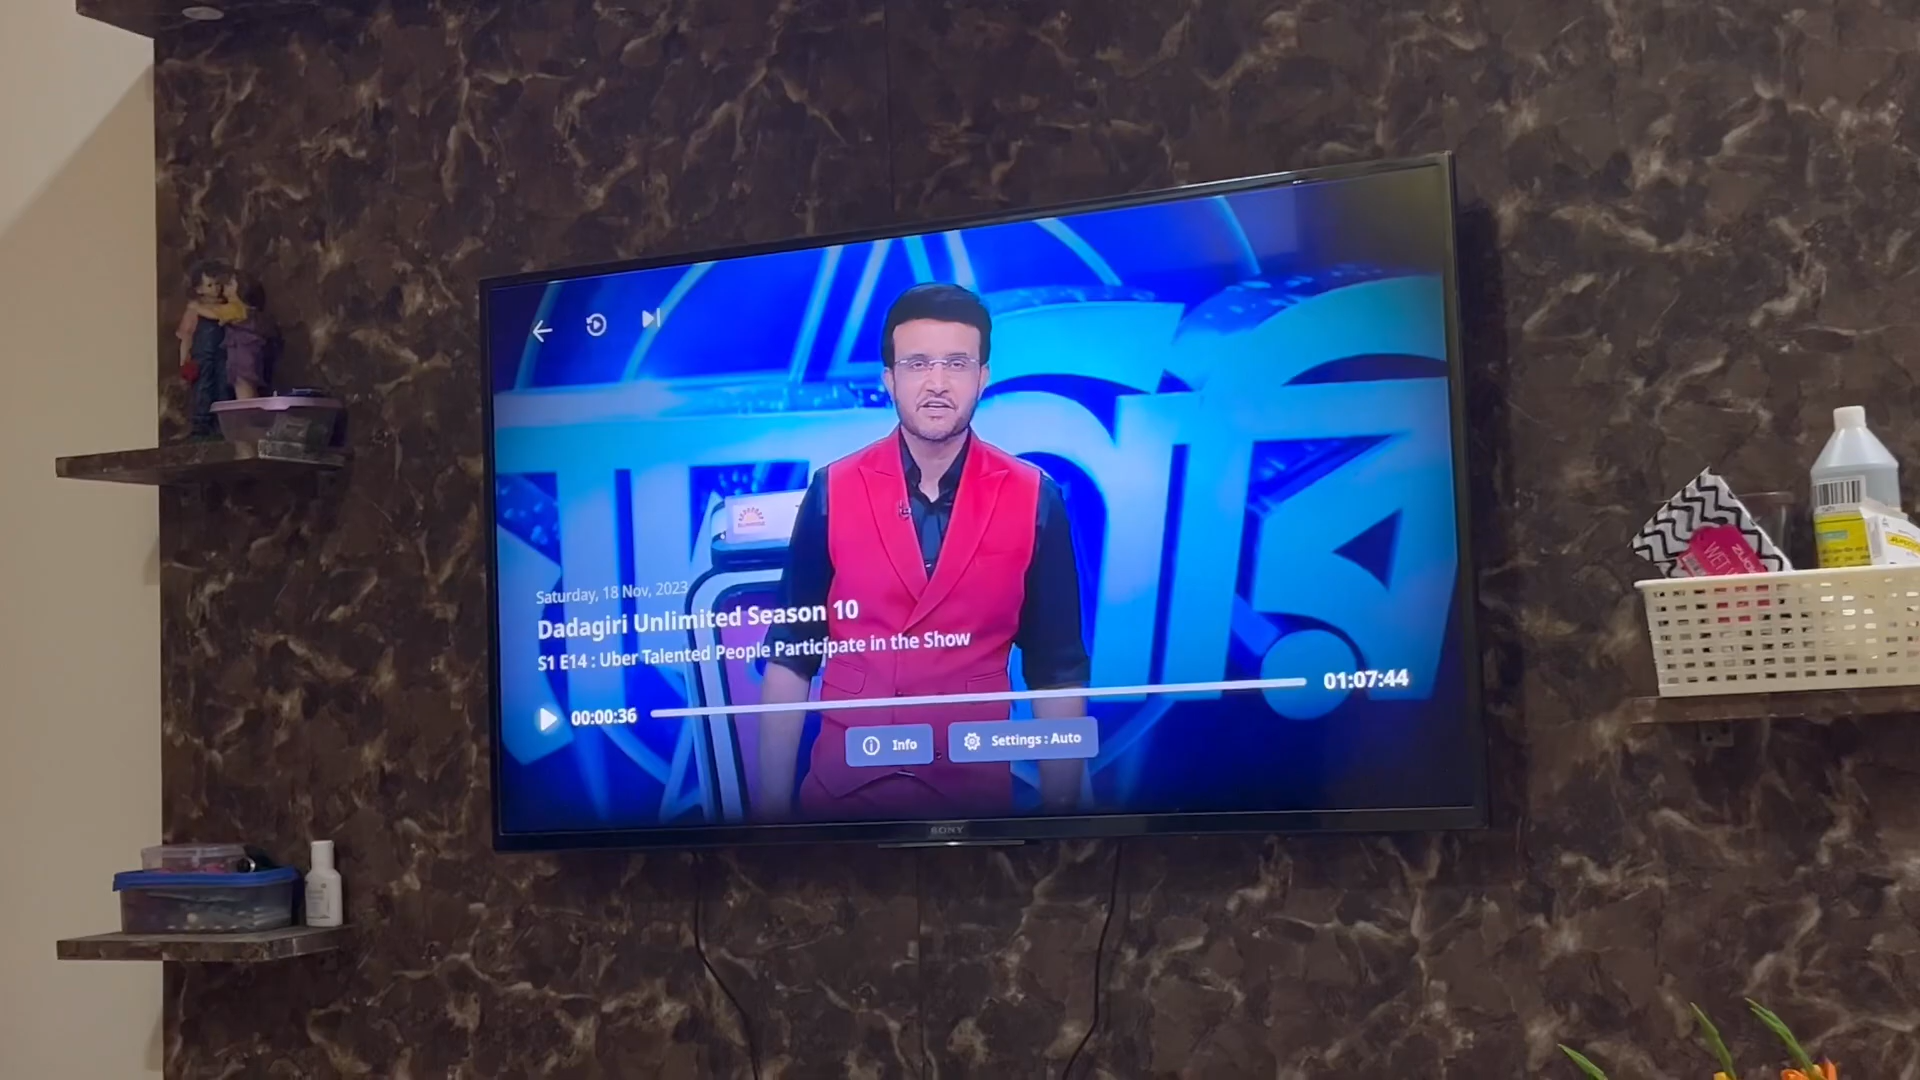 Saturday, 18 Nov, 2023
Dadagiri Unlimited Season 10
S1 E14 : Uber Talented People Participate in the Show
00:00:36
01:07:44
Info
Settings : Auto
SONY
WET